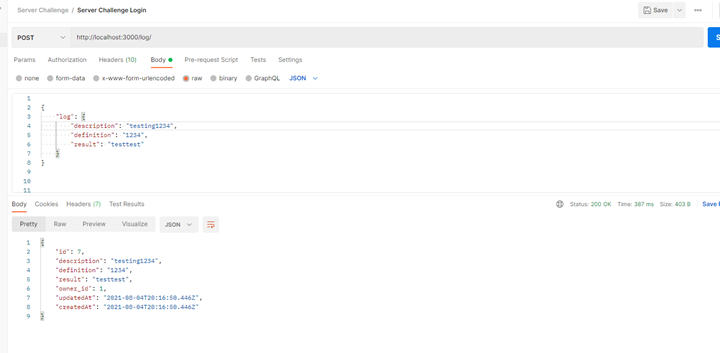 Server Challenge / Server Challenge Login
Save
POST http://localhost:3000/log/
Params Authorization Headers (10) Body Pre-request Script Tests Settings
none form-data x-www-form-urlencoded raw binary GraphQL JSON
1
2 {
3 "log": {
4 "description": "testing1234",
5 "definition": "1234",
6 "result": "testtest"
7 }
8 }
9
10
11
Body Cookies Headers (7) Test Results Status: 200 OK Time: 387 ms Size: 403 B Save
Pretty Raw Preview Visualize JSON
1 {
2 "id": 7,
3 "description": "testing1234",
4 "definition": "1234",
5 "result": "testtest",
6 "owner_id": 1,
7 "updatedAt": "2021-08-04T20:16:50.446Z",
8 "createdAt": "2021-08-04T20:16:50.446Z"
9 }